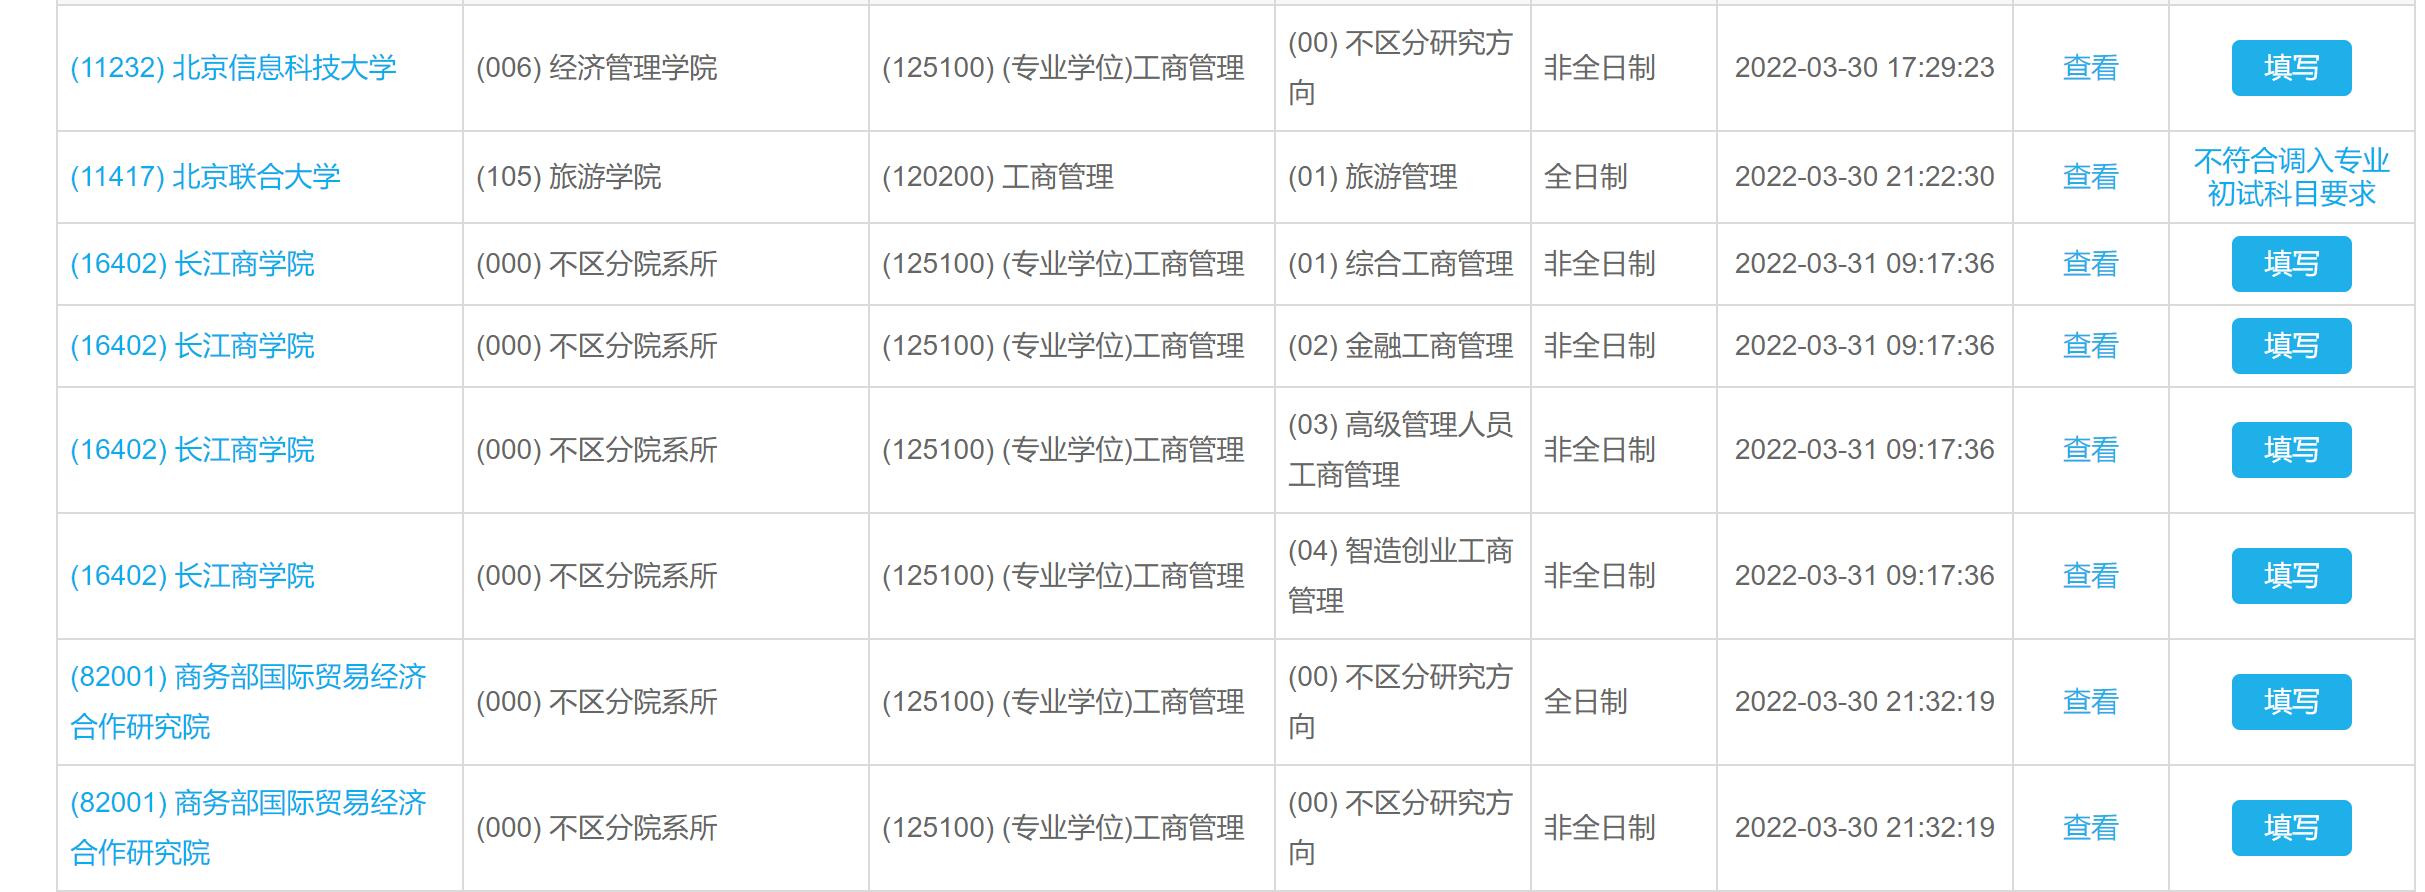 (11232) 北京信息科技大学 (006) 经济管理学院 (125100) (专业学位)工商管理 (00) 不区分研究方向 非全日制 2022-03-30 17:29:23 查看 填写
(11417) 北京联合大学 (105) 旅游学院 (120200) 工商管理 (01) 旅游管理 全日制 2022-03-30 21:22:30 查看 不符合调入专业初试科目要求
(16402) 长江商学院 (000) 不区分院系所 (125100) (专业学位)工商管理 (01) 综合工商管理 非全日制 2022-03-31 09:17:36 查看 填写
(16402) 长江商学院 (000) 不区分院系所 (125100) (专业学位)工商管理 (02) 金融工商管理 非全日制 2022-03-31 09:17:36 查看 填写
(16402) 长江商学院 (000) 不区分院系所 (125100) (专业学位)工商管理 (03) 高级管理人员工商管理 非全日制 2022-03-31 09:17:36 查看 填写
(16402) 长江商学院 (000) 不区分院系所 (125100) (专业学位)工商管理 (04) 智造创业工商管理 非全日制 2022-03-31 09:17:36 查看 填写
(82001) 商务部国际贸易经济合作研究院 (000) 不区分院系所 (125100) (专业学位)工商管理 (00) 不区分研究方向 全日制 2022-03-30 21:32:19 查看 填写
(82001) 商务部国际贸易经济合作研究院 (000) 不区分院系所 (125100) (专业学位)工商管理 (00) 不区分研究方向 非全日制 2022-03-30 21:32:19 查看 填写